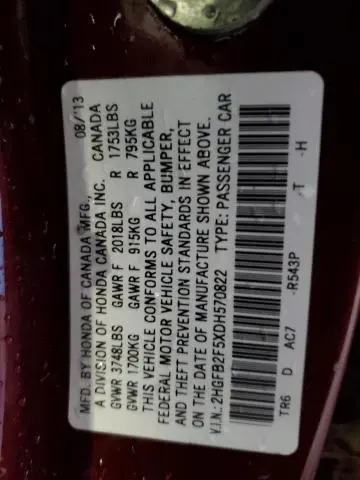 MFD. BY HONDA OF CANADA MFG., 08/'13
A DIVISION OF HONDA CANADA INC. CANADA
GVWR 3748LBS GAWR F 2018LBS R 1753LBS
GVWR 1700KG GAWR F 915KG R 795KG
THIS VEHICLE CONFORMS TO ALL APPLICABLE
FEDERAL MOTOR VEHICLE SAFETY, BUMPER,
AND THEFT PREVENTION STANDARDS IN EFFECT
ON THE DATE OF MANUFACTURE SHOWN ABOVE.
V.I.N.: 2HGFB2F5XDH570822 TYPE: PASSENGER CAR
TR6 D AC7 -R543P -T -H